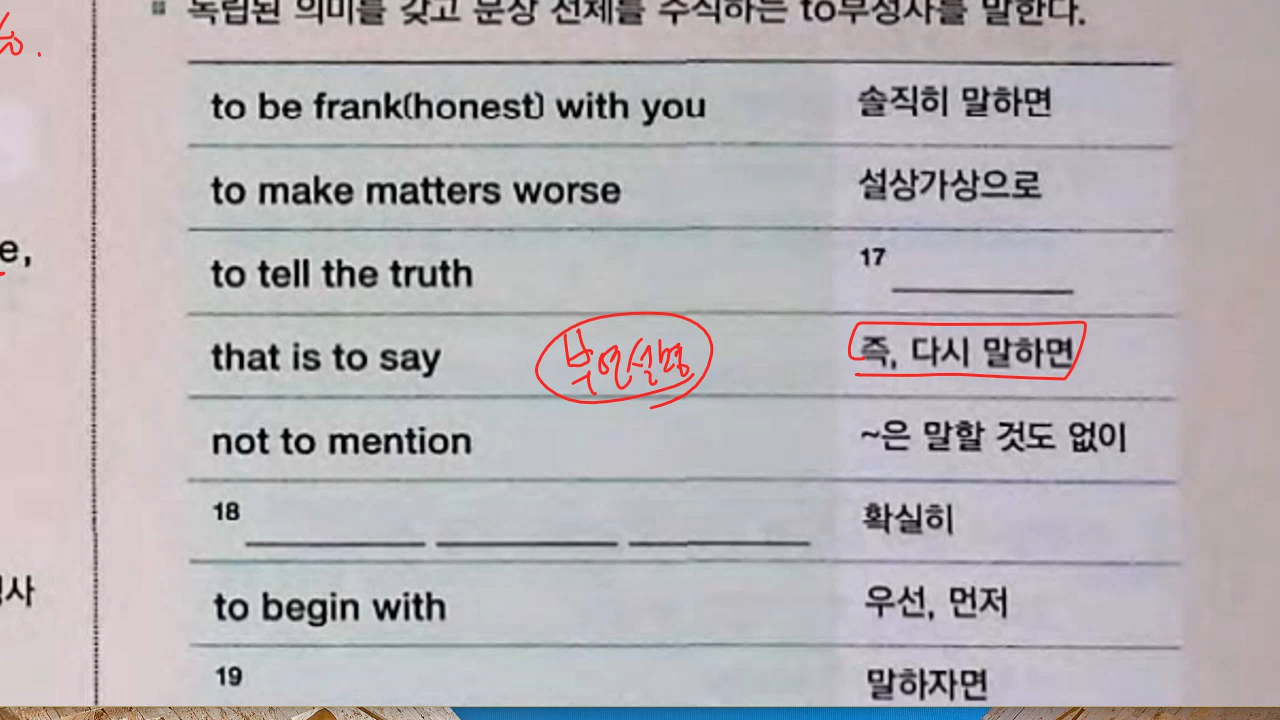 독립된 의미를 갖고 문장 전체를 수식하는 to부정사를 말한다.
to.
to be frank(honest) with you 솔직히 말하면
to make matters worse 설상가상으로
e,
to tell the truth 17
that is to say 부연설명 즉, 다시 말하면
not to mention ~은 말할 것도 없이
18 확실히
사
to begin with 우선, 먼저
19 말하자면